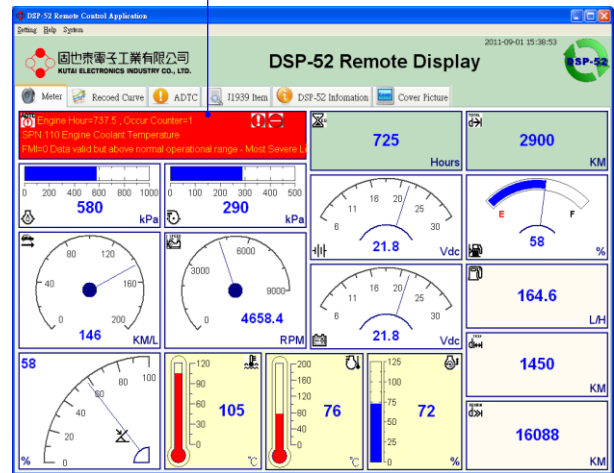 DSP-52 Remote Control Application
Setting Help System
固也泰電子工業有限公司
KUTAI ELECTRONICS INDUSTRY CO., LTD.
DSP-52 Remote Display
2011-09-01 15:38:53
DSP-52
Meter Recoed Curve ADTC J1939 Item DSP-52 Infomation Cover Picture
ADTC
Engine Hour=737.5 , Occur Counter=1
SPN 110 Engine Coolant Temperature
FMI=0 Data valid but above normal operational range - Most Severe Li
725
Hours
2900
KM
0 200 400 600 800 1000
580
kPa
0 100 200 300 400 500
290
kPa
6 11 16 20 25 30
21.8
Vdc
E F
58
%
0 40 80 120 160 200
146
KM/L
0 3000 6000 9000
4658.4
RPM
6 11 16 20 25 30
21.8
Vdc
164.6
L/H
1450
KM
58
0 20 40 60 80 100
%
120
90
60
30
0
105
℃
200
160
120
80
40
0
76
℃
125
100
75
50
25
0
72
%
16088
KM